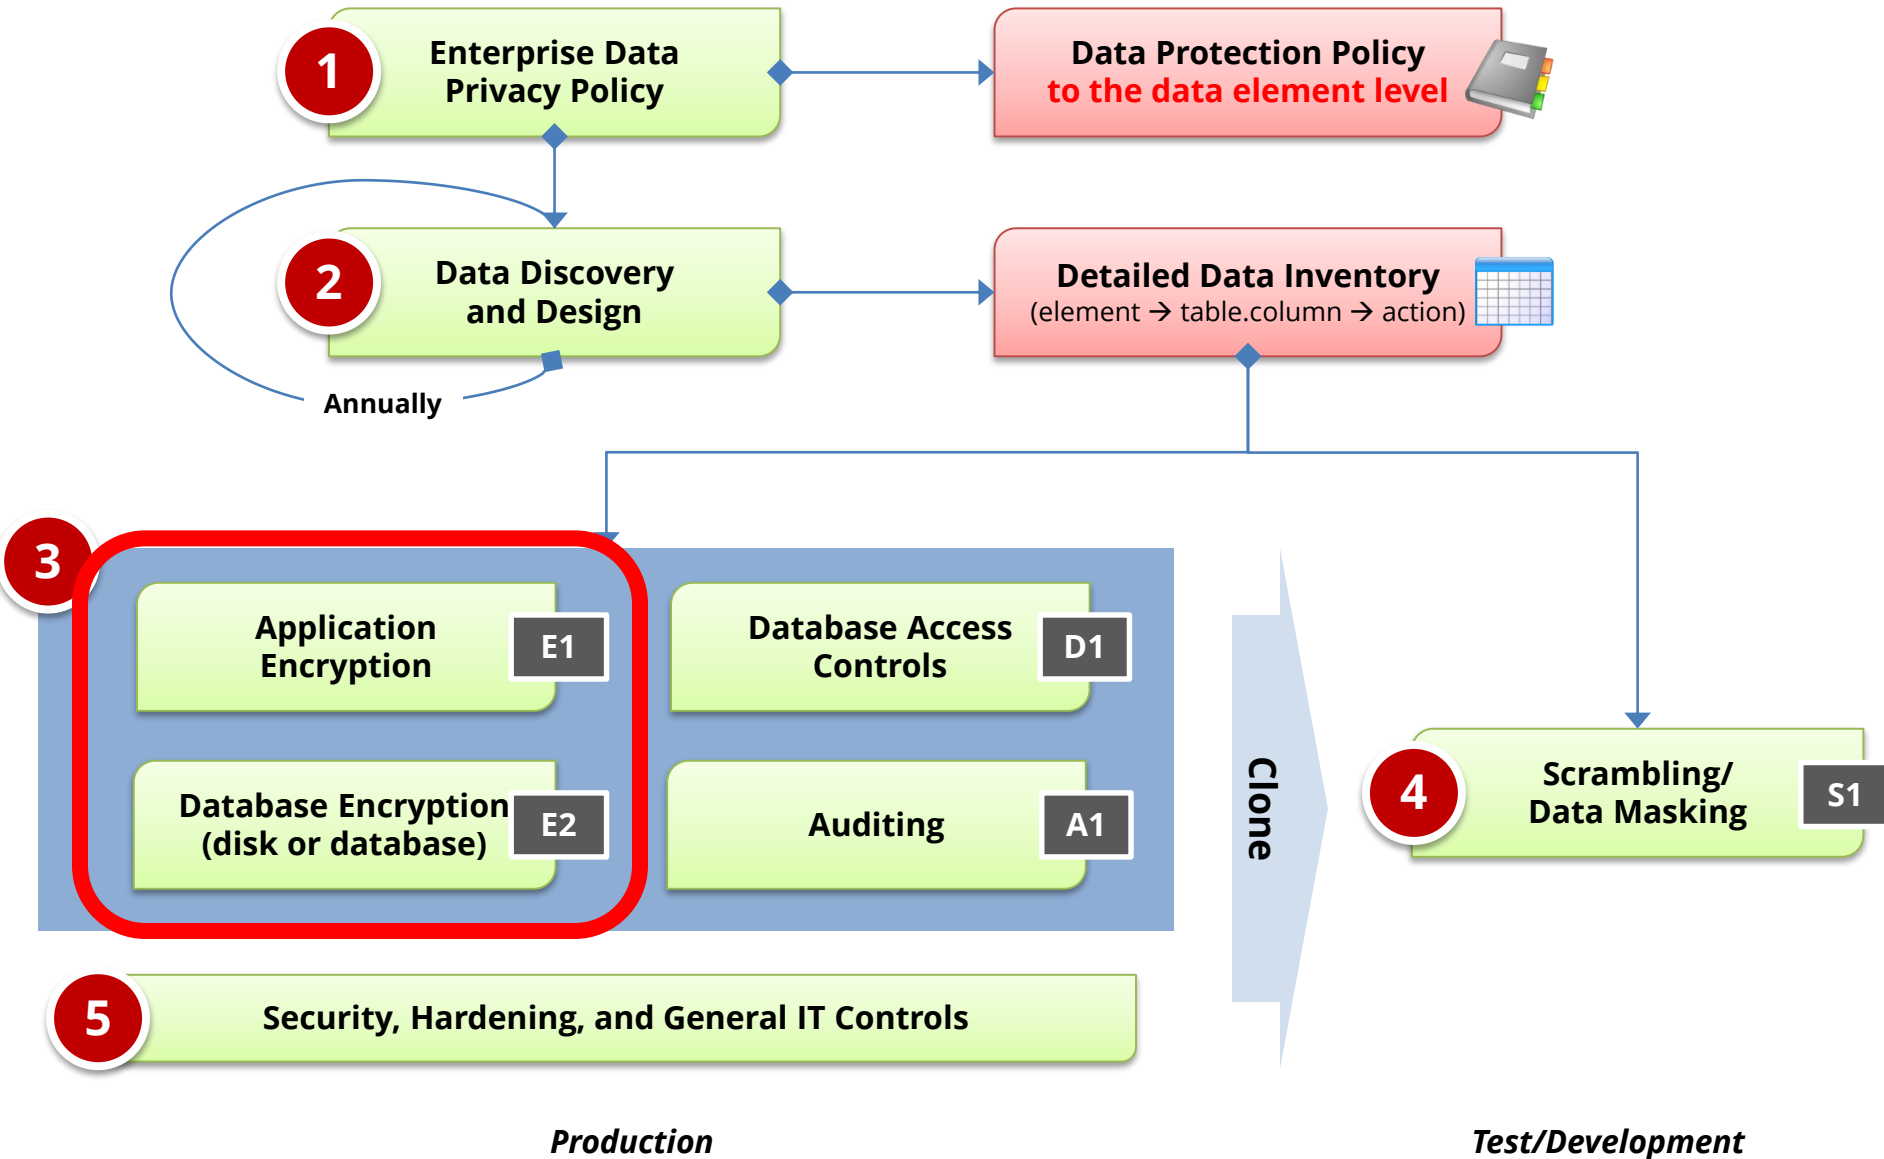 1
Enterprise Data
Privacy Policy
Data Protection Policy
to the data element level
2
Data Discovery
and Design
Detailed Data Inventory
(element → table.column → action)
Annually
3
Application
Encryption
E1
Database Access
Controls
D1
Database Encryption
(disk or database)
E2
Auditing
A1
Clone
4
Scrambling/
Data Masking
S1
5
Security, Hardening, and General IT Controls
Production
Test/Development